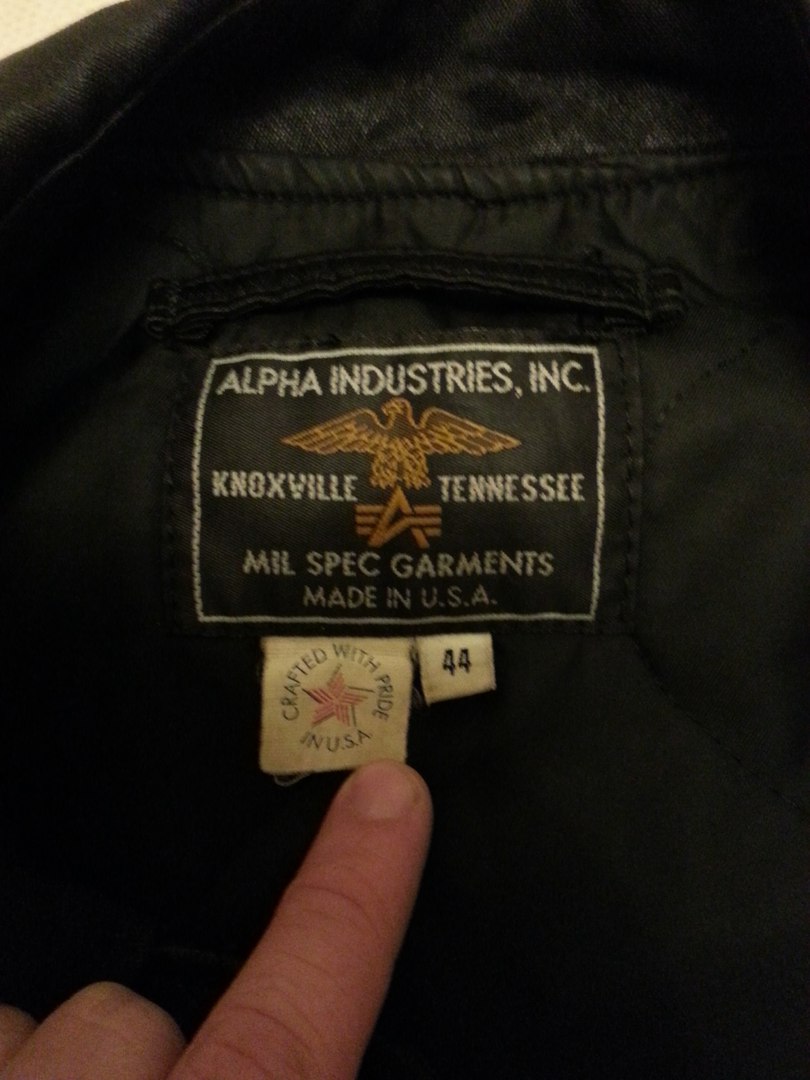 ALPHA INDUSTRIES, INC.
KNOXVILLE TENNESSEE
MIL SPEC GARMENTS
MADE IN U.S.A.
CRAFTED WITH PRIDE
IN U.S.A
44